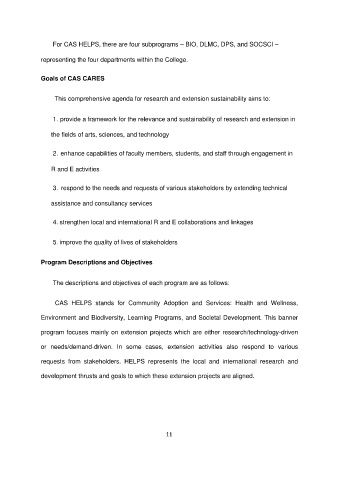 For CAS HELPS, there are four subprograms – BIO, DLMC, DPS, and SOCSCI –
representing the four departments within the College.
Goals of CAS CARES
This comprehensive agenda for research and extension sustainability aims to:
1. provide a framework for the relevance and sustainability of research and extension in
the fields of arts, sciences, and technology
2. enhance capabilities of faculty members, students, and staff through engagement in
R and E activities
3. respond to the needs and requests of various stakeholders by extending technical
assistance and consultancy services
4. strengthen local and international R and E collaborations and linkages
5. improve the quality of lives of stakeholders
Program Descriptions and Objectives
The descriptions and objectives of each program are as follows:
CAS HELPS stands for Community Adoption and Services: Health and Wellness,
Environment and Biodiversity, Learning Programs, and Societal Development. This banner
program focuses mainly on extension projects which are either research/technology-driven
or needs/demand-driven. In some cases, extension activities also respond to various
requests from stakeholders. HELPS represents the local and international research and
development thrusts and goals to which these extension projects are aligned.
11